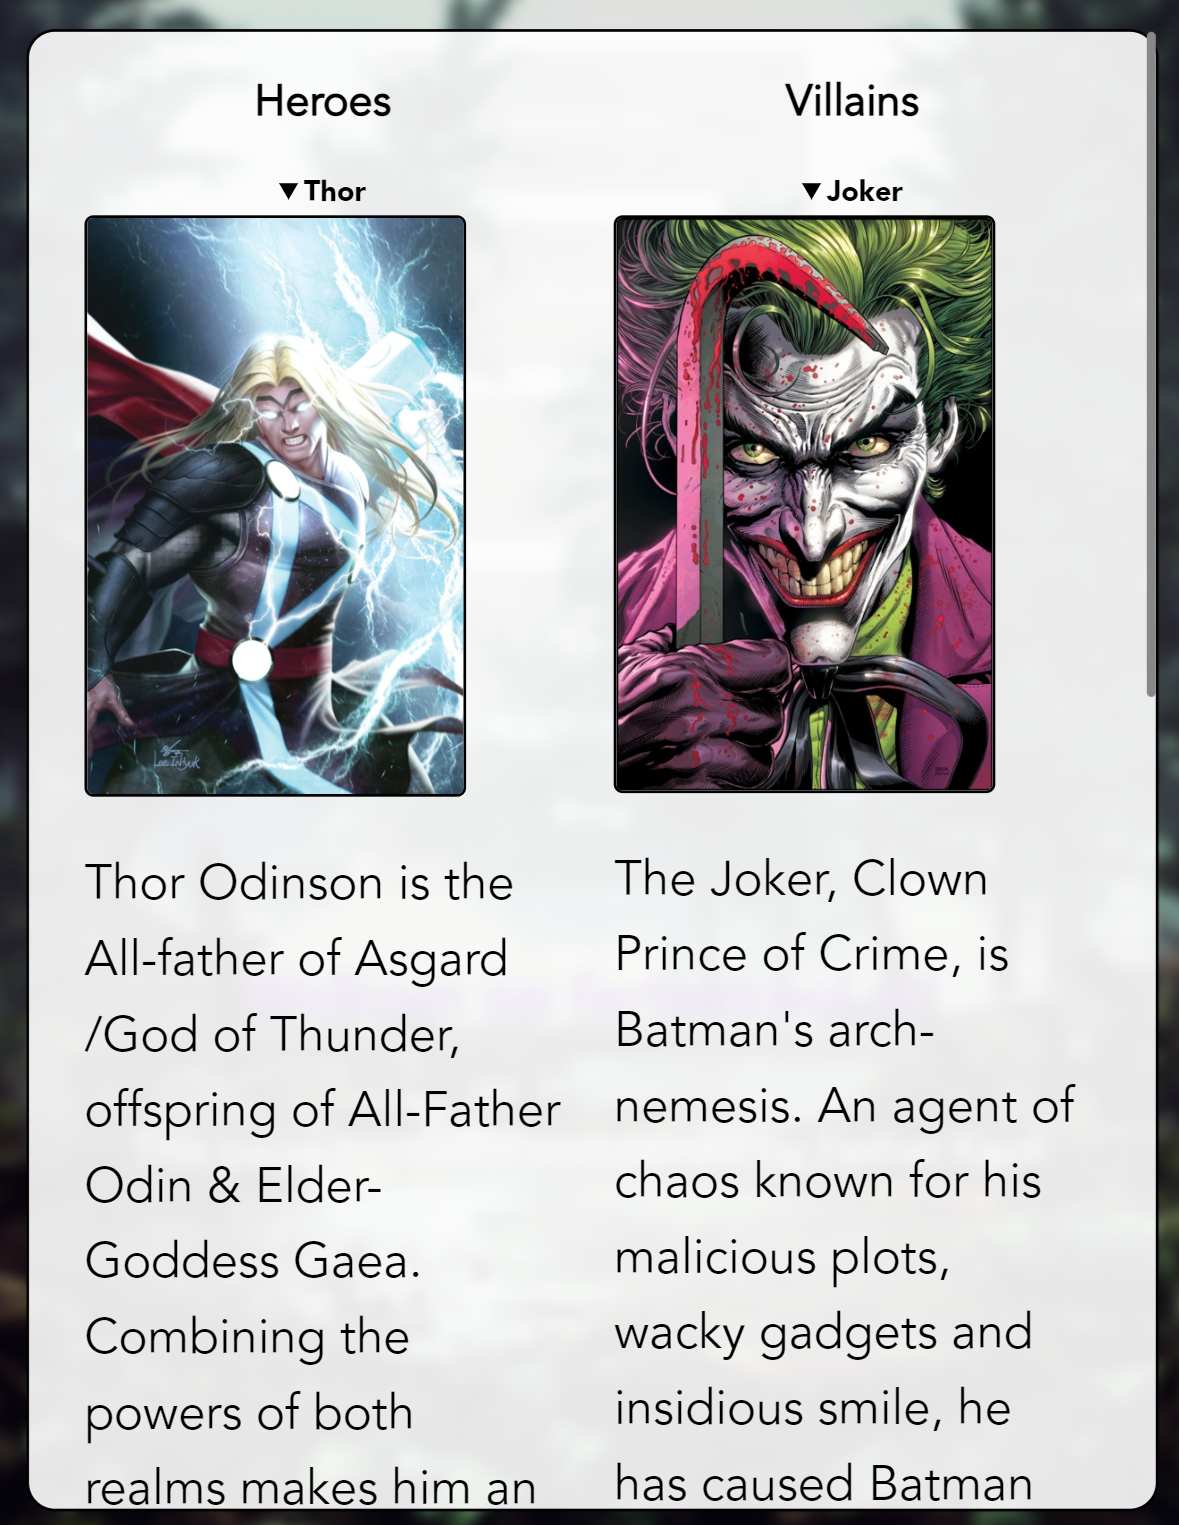 Heroes
▼ Thor
Lee InHyuk
Thor Odinson is the
All-father of Asgard
/God of Thunder,
offspring of All-Father
Odin & Elder-
Goddess Gaea.
Combining the
powers of both
realms makes him an
Villains
▼ Joker
The Joker, Clown
Prince of Crime, is
Batman's arch-
nemesis. An agent of
chaos known for his
malicious plots,
wacky gadgets and
insidious smile, he
has caused Batman